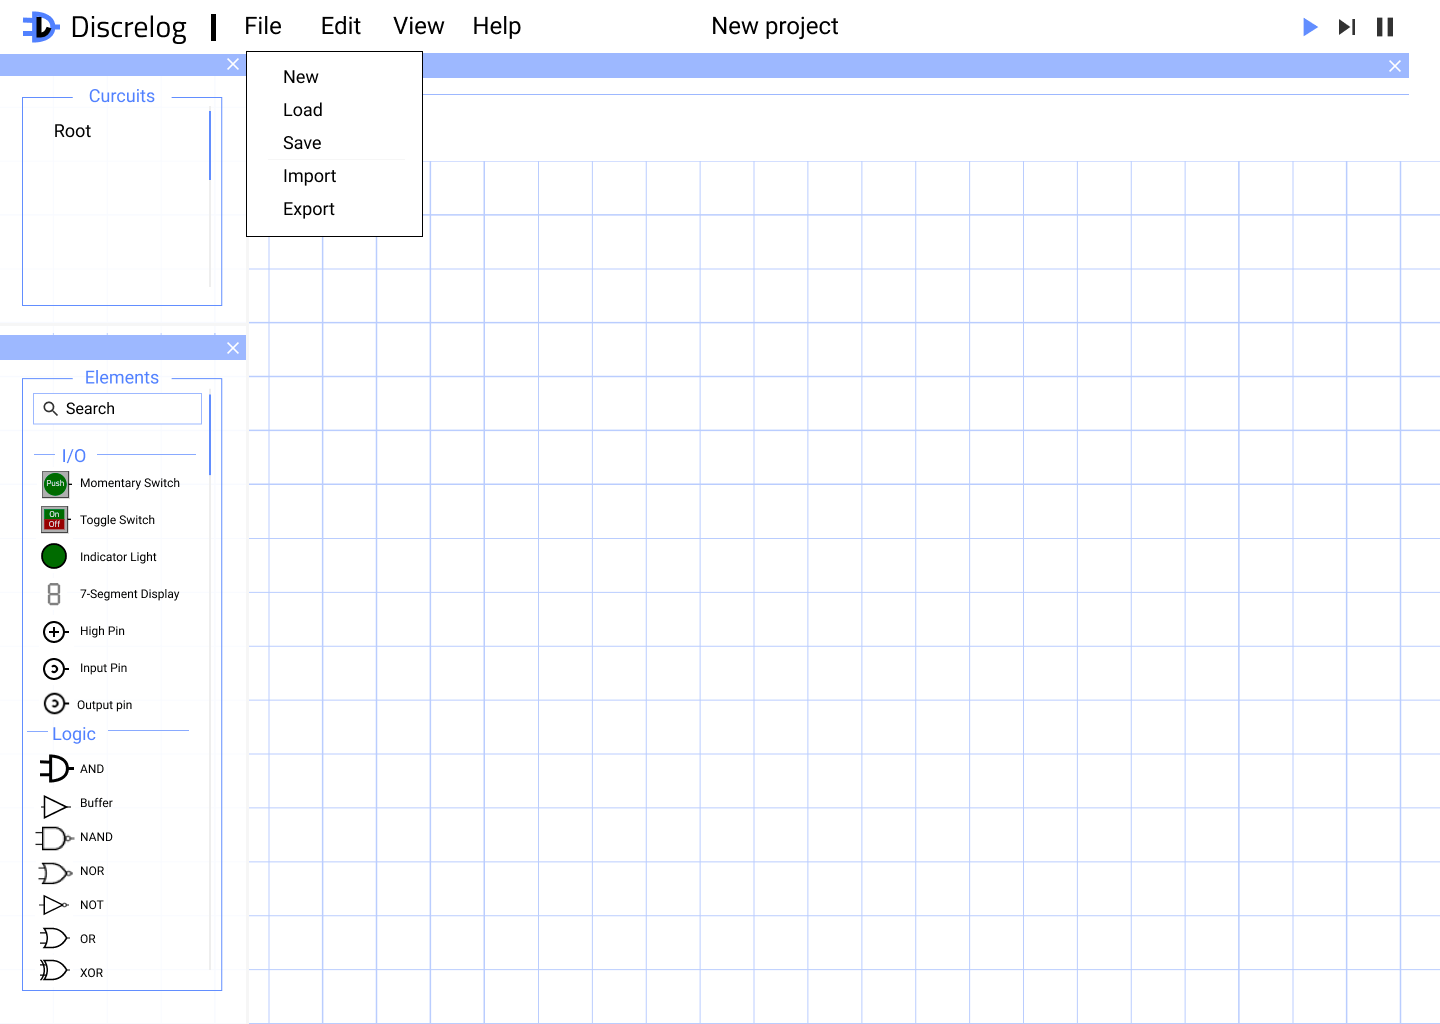 Discrelog
File Edit View Help
New project
New
Load
Save
Import
Export
Curcuits
Root
Elements
Search
I/O
Push
Momentary Switch
On
Off
Toggle Switch
Indicator Light
7-Segment Display
High Pin
Input Pin
Output pin
Logic
AND
Buffer
NAND
NOR
NOT
OR
XOR